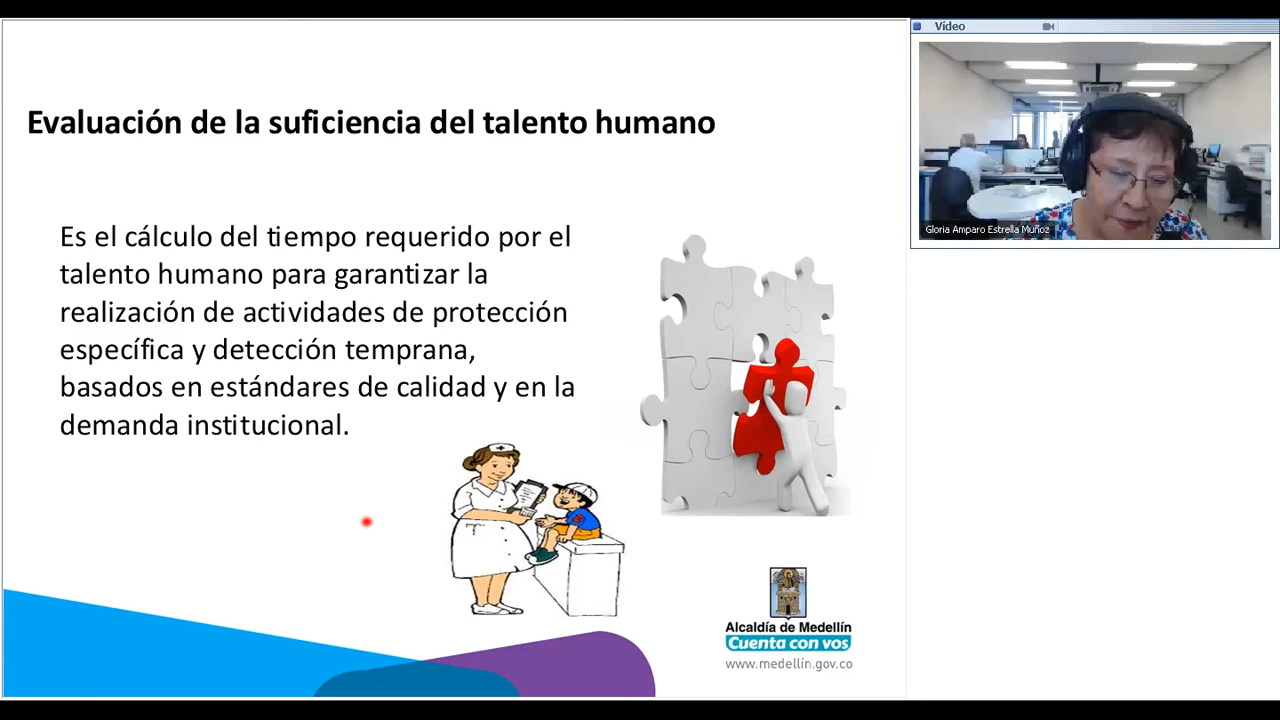 Evaluación de la suficiencia del talento humano
Es el cálculo del tiempo requerido por el
talento humano para garantizar la
realización de actividades de protección
específica y detección temprana,
basados en estándares de calidad y en la
demanda institucional.
Alcaldía de Medellín
Cuenta con vos
www.medellín.gov.co
Vídeo
Gloria Amparo Estrella Muñoz